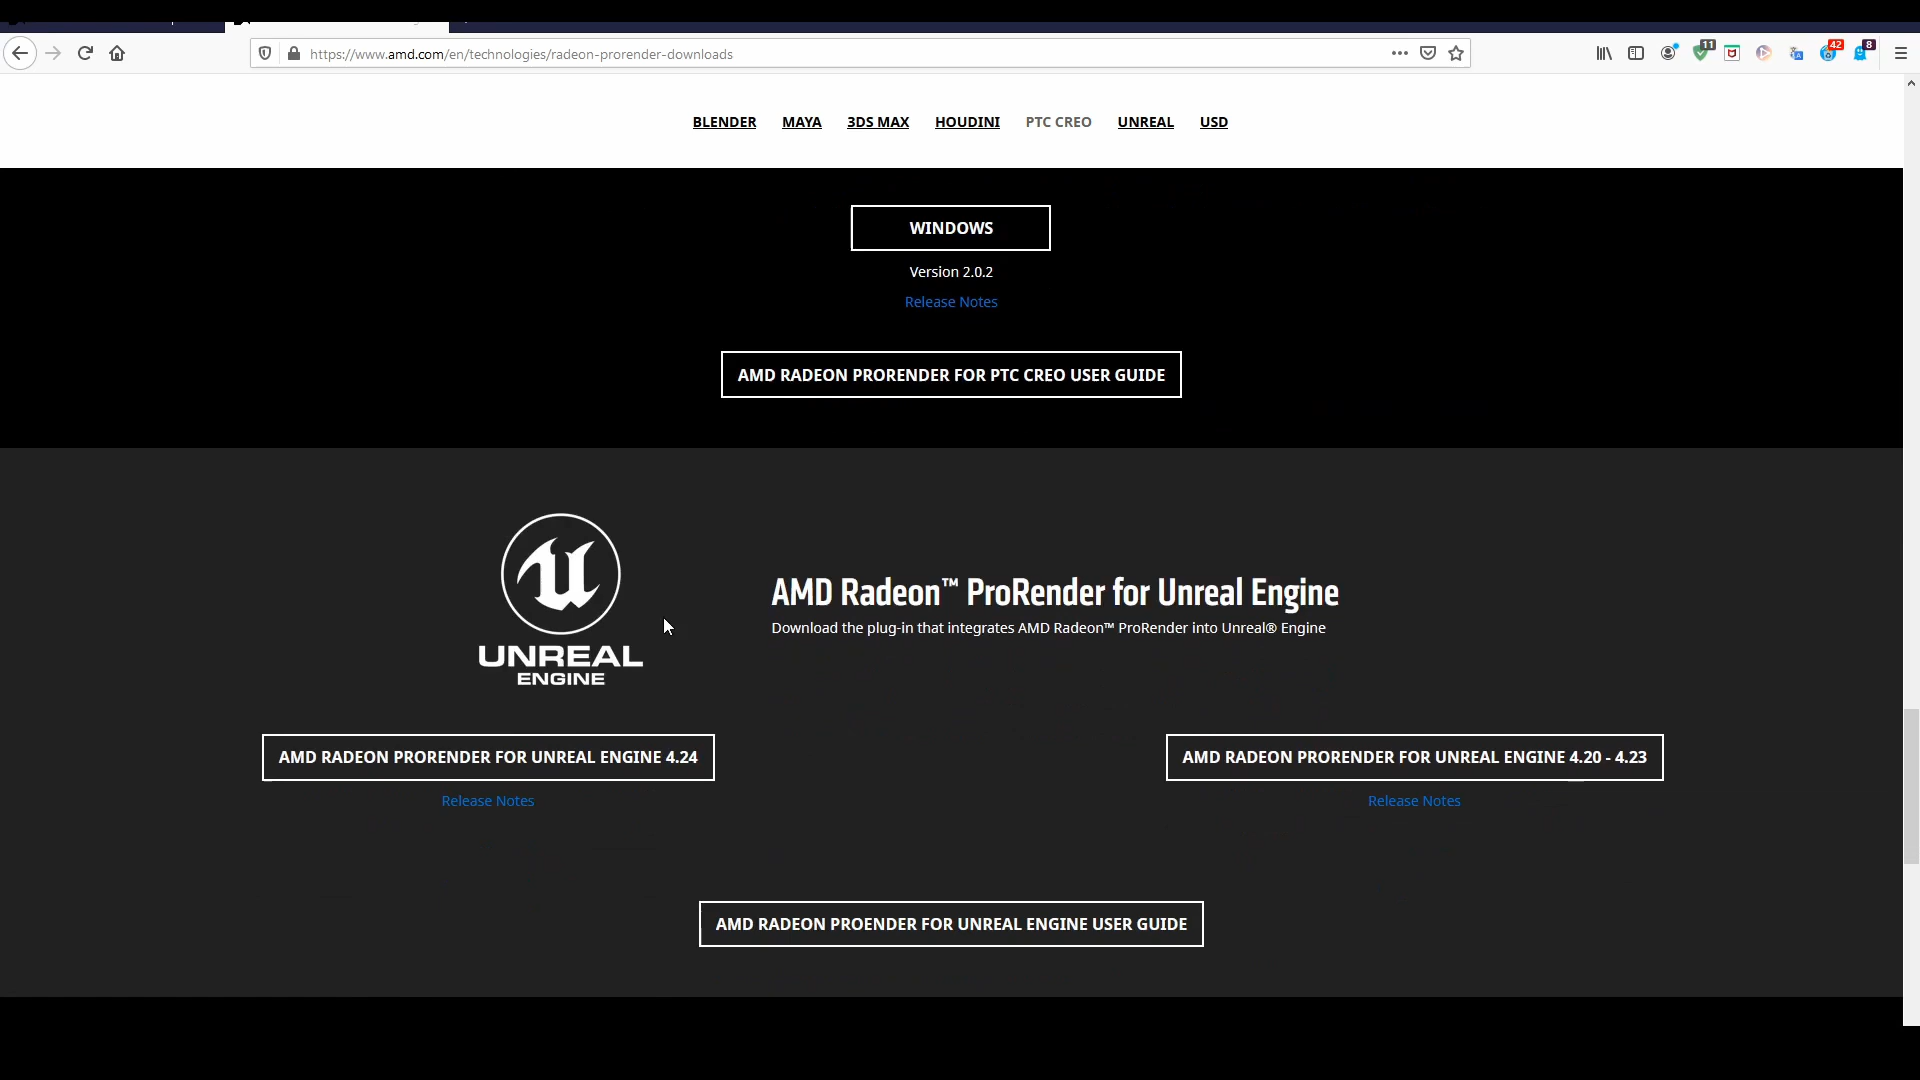 https://www.amd.com/en/technologies/radeon-prorender-downloads
11
42
8
BLENDER MAYA 3DS MAX HOUDINI PTC CREO UNREAL USD
WINDOWS
Version 2.0.2
Release Notes
AMD RADEON PRORENDER FOR PTC CREO USER GUIDE
UNREAL
ENGINE
AMD Radeon™ ProRender for Unreal Engine
Download the plug-in that integrates AMD Radeon™ ProRender into Unreal® Engine
AMD RADEON PRORENDER FOR UNREAL ENGINE 4.24
Release Notes
AMD RADEON PRORENDER FOR UNREAL ENGINE 4.20 - 4.23
Release Notes
AMD RADEON PROENDER FOR UNREAL ENGINE USER GUIDE